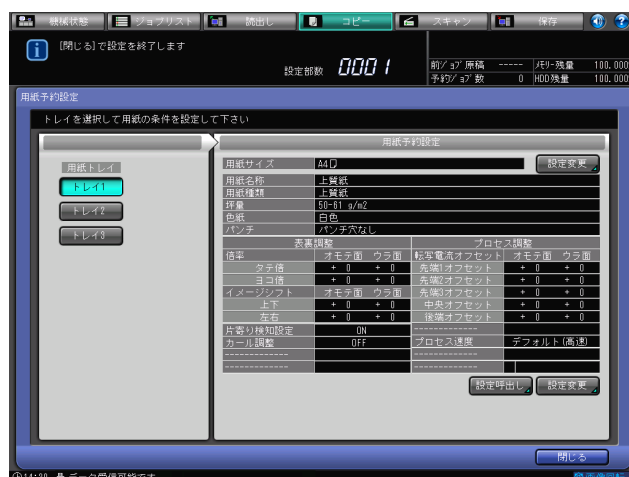 機械状態 ジョブリスト 読出し コピー スキャン 保存
[閉じる]で設定を終了します
設定部数 0001
前ジョブ原稿 ----- メモリー残量 100.000
予約ジョブ数 0 HDD残量 100.000
用紙予約設定
トレイを選択して用紙の条件を設定して下さい
用紙予約設定
用紙トレイ
トレイ1
トレイ2
トレイ3
用紙サイズ A4 設定変更
用紙名称 上質紙
用紙種類 上質紙
坪量 50-61 g/m2
色紙 白色
パンチ パンチ穴なし
表裏調整 プロセス調整
倍率 オモテ面 ウラ面 転写電流オフセット オモテ面 ウラ面
タテ倍 + 0 + 0 先端1オフセット + 0 + 0
ヨコ倍 + 0 + 0 先端2オフセット + 0 + 0
イメージシフト オモテ面 ウラ面 先端3オフセット + 0 + 0
上下 + 0 + 0 中央オフセット + 0 + 0
左右 + 0 + 0 後端オフセット + 0 + 0
片寄り検知設定 ON -------------
カール調整 OFF プロセス速度 デフォルト(高速)
------------- -------------
------------- -------------
設定呼出し 設定変更
閉じる
14:20 データ受信可能です 画像回転